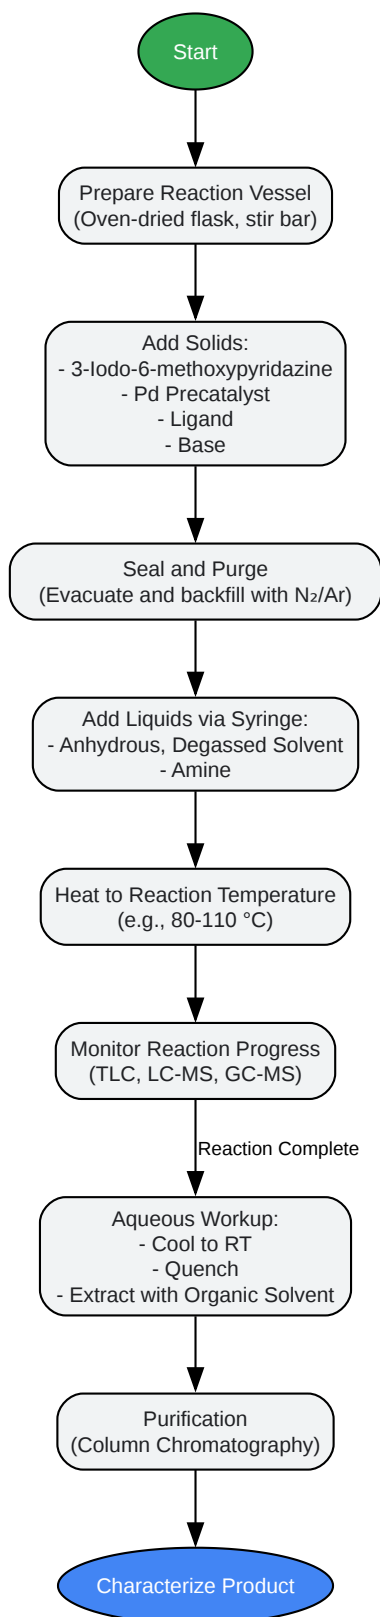 Start
Prepare Reaction Vessel
(Oven-dried flask, stir bar)
Add Solids:
- 3-Iodo-6-methoxypyridazine
- Pd Precatalyst
- Ligand
- Base
Seal and Purge
(Evacuate and backfill with N₂/Ar)
Add Liquids via Syringe:
- Anhydrous, Degassed Solvent
- Amine
Heat to Reaction Temperature
(e.g., 80-110 °C)
Monitor Reaction Progress
(TLC, LC-MS, GC-MS)
Reaction Complete
Aqueous Workup:
- Cool to RT
- Quench
- Extract with Organic Solvent
Purification
(Column Chromatography)
Characterize Product